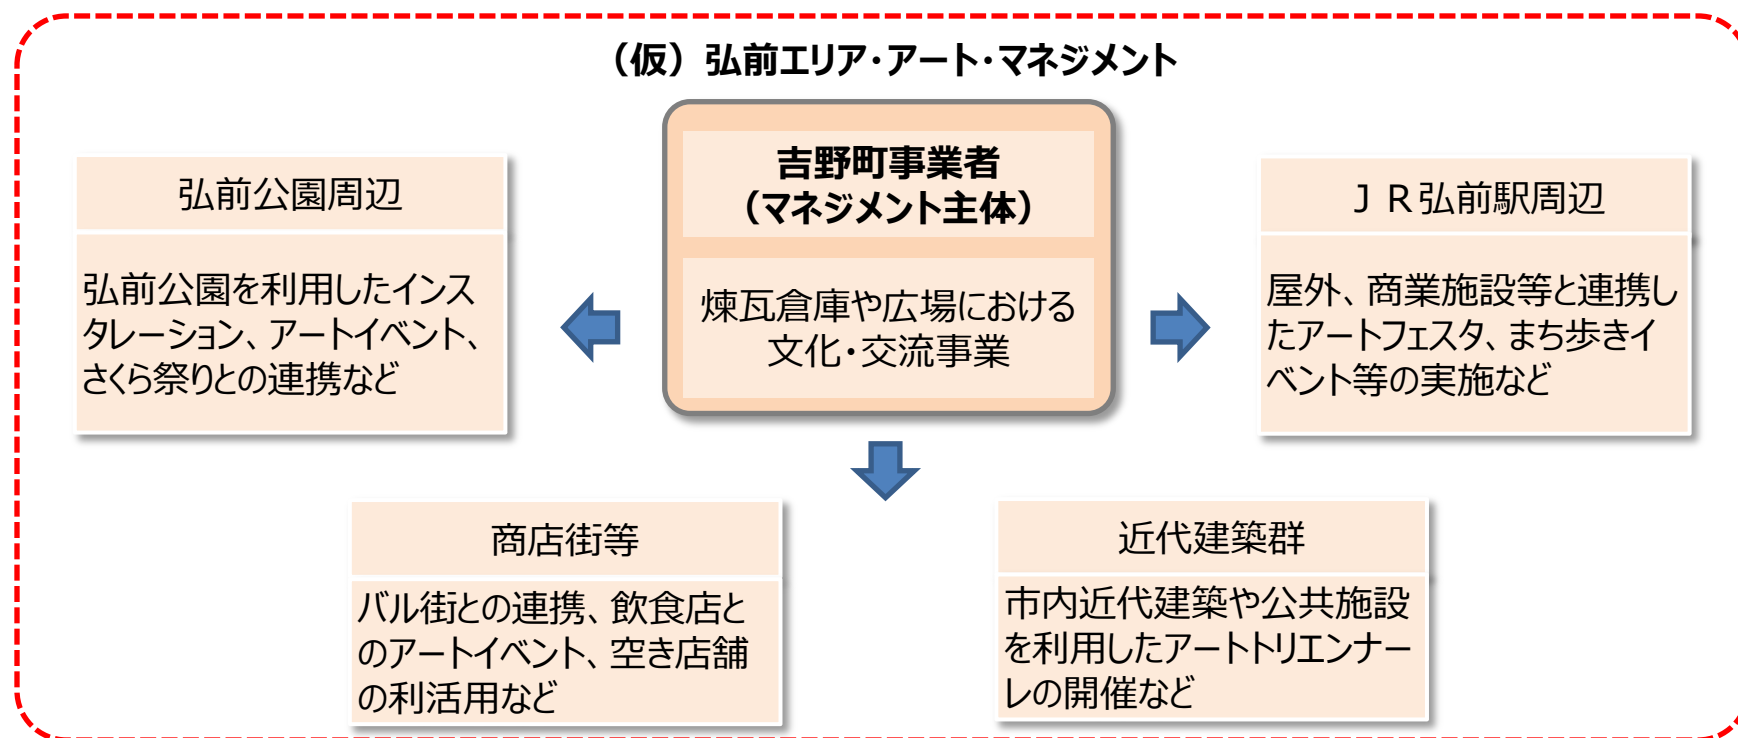 （仮）弘前エリア・アート・マネジメント
吉野町事業者
（マネジメント主体）
煉瓦倉庫や広場における
文化・交流事業
弘前公園周辺
弘前公園を利用したインス
タレーション、アートイベント、
さくら祭りとの連携など
ＪＲ弘前駅周辺
屋外、商業施設等と連携し
たアートフェスタ、まち歩きイ
ベント等の実施など
商店街等
バル街との連携、飲食店と
のアートイベント、空き店舗
の利活用など
近代建築群
市内近代建築や公共施設
を利用したアートトリエンナー
レの開催など